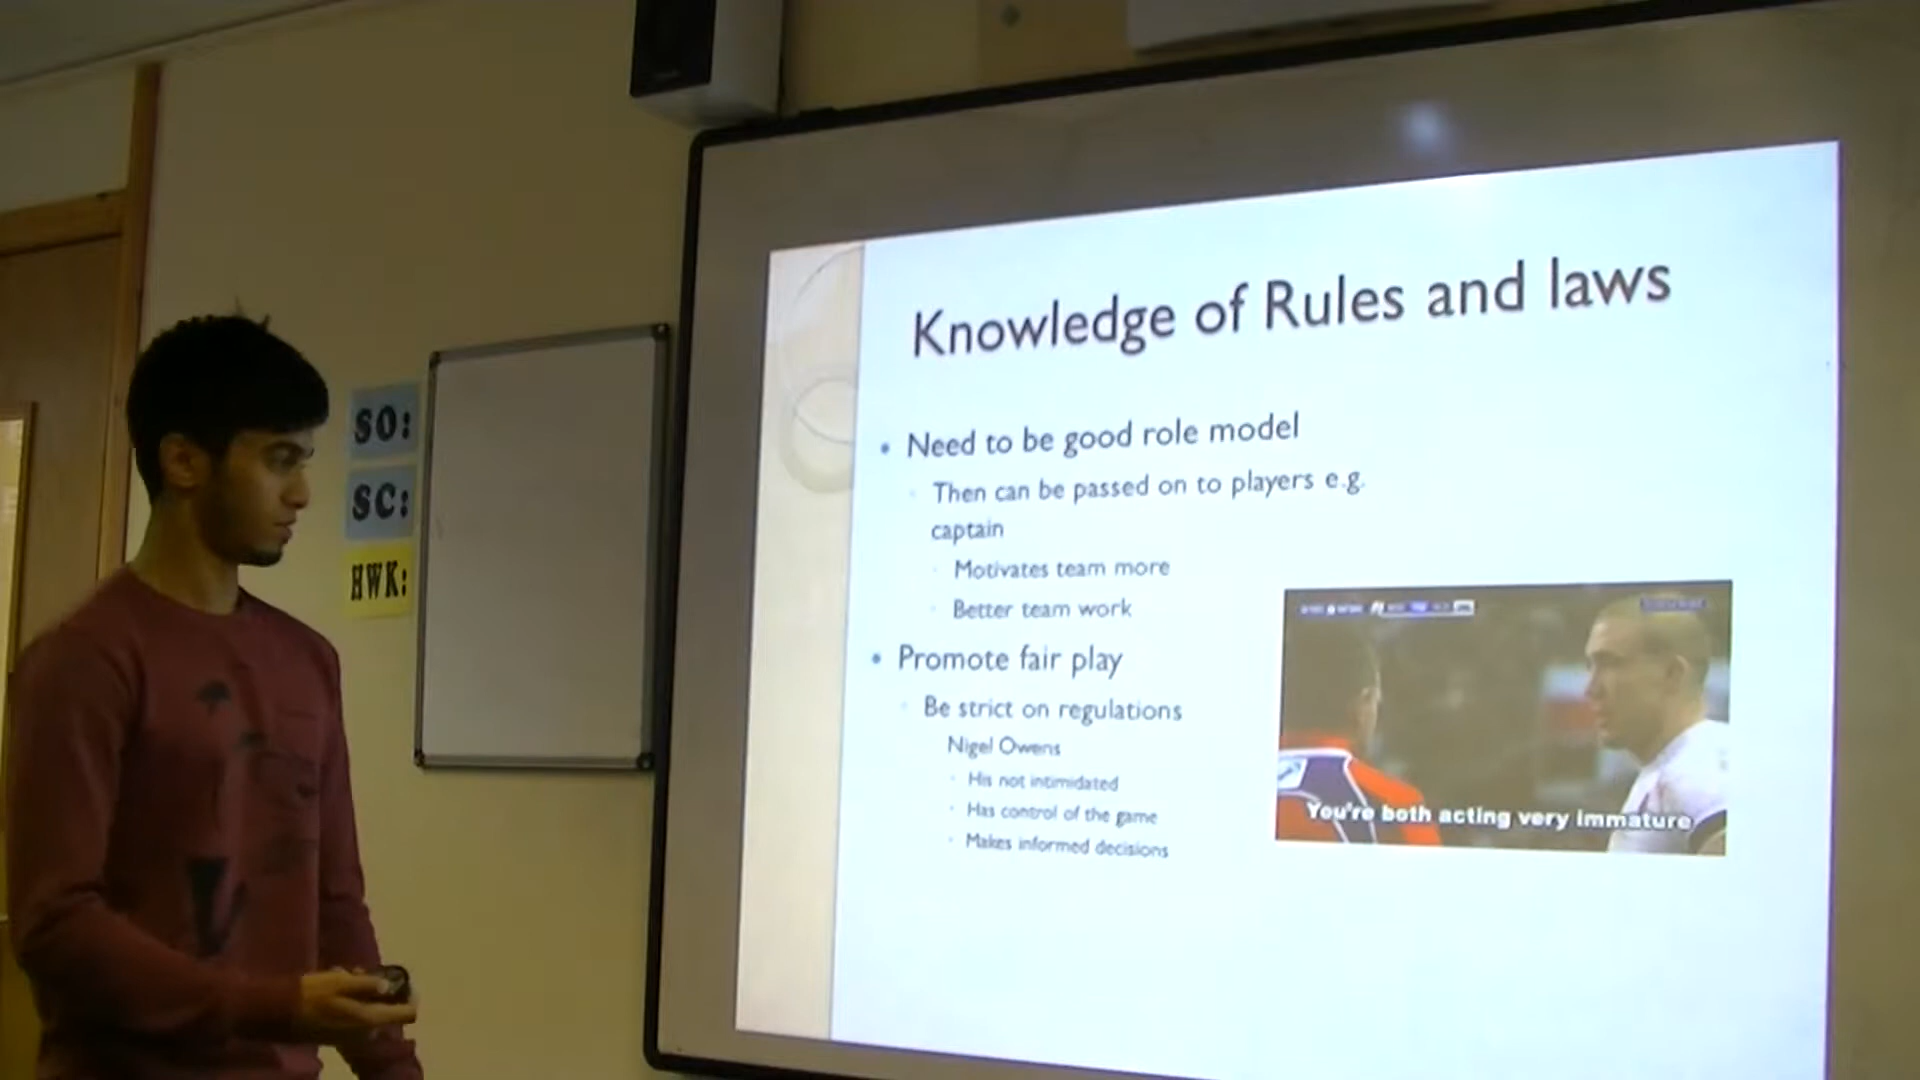 SO:
SC:
HWK:
Knowledge of Rules and laws
Need to be good role model
Then can be passed on to players e.g.
captain
Motivates team more
Better team work
Promote fair play
Be strict on regulations
Nigel Owens
His not intimidated
Has control of the game
Makes informed decisions
You're both acting very immature